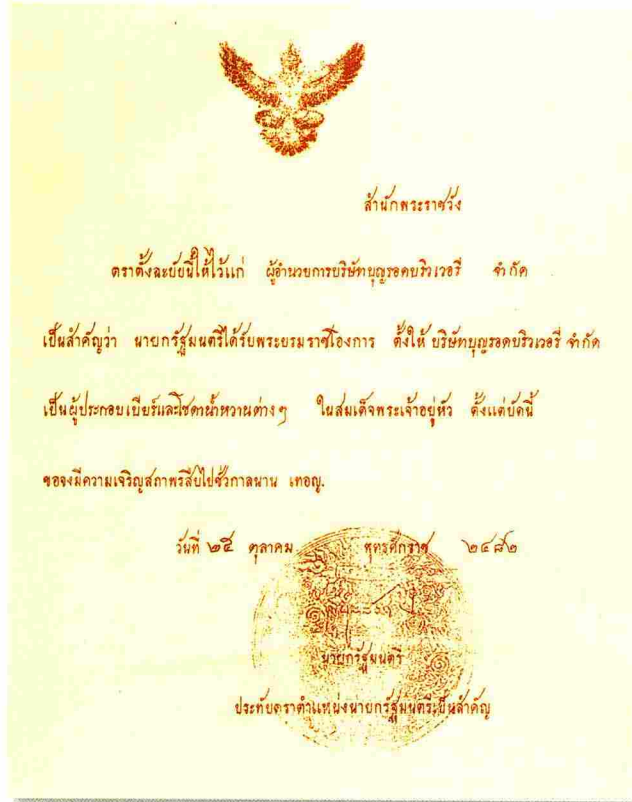 สำนักพระราชวัง
ตราตั้งฉะบับนี้ให้ไว้แก่ ผู้อำนวยการบริษัทบุญรอดบริวเวอรี่ จำกัด
เป็นสำคัญว่า นายกรัฐมนตรีได้รับพระบรมราชโองการ ตั้งให้ บริษัทบุญรอดบริวเวอรี่ จำกัด
เป็นผู้ประกอบเบียร์และโซดาน้ำหวานต่าง ๆ ในสมเด็จพระเจ้าอยู่หัว ตั้งแต่บัดนี้
ขอจงมีความเจริญสถาพรสืบไปชั่วกาลนาน เทอญ.
วันที่ ๒๕ ตุลาคม พุทธศักราช ๒๔๘๒
นายกรัฐมนตรี
ประทับตราตำแหน่งนายกรัฐมนตรีเป็นสำคัญ